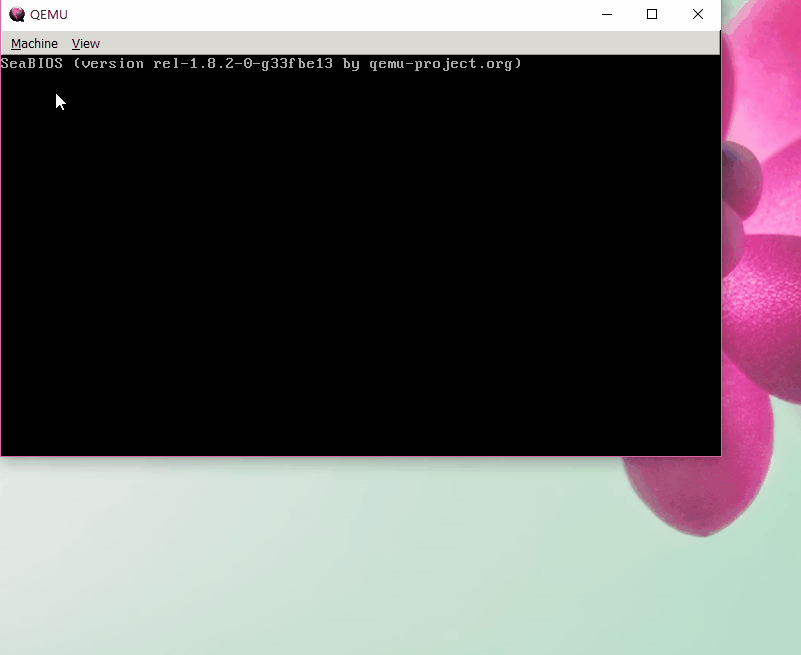 QEMU
Machine View
SeaBIOS (version rel-1.8.2-0-g33fbe13 by qemu-project.org)